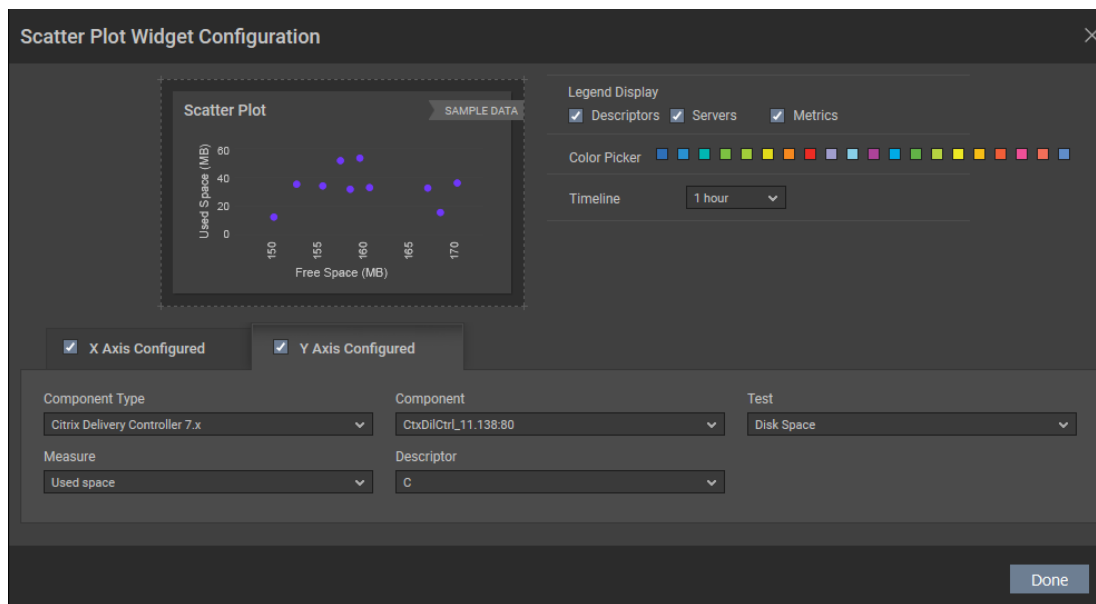 Scatter Plot Widget Configuration
Scatter Plot
SAMPLE DATA
Used Space (MB)
60
40
20
0
150
155
160
165
170
Free Space (MB)
Legend Display
Descriptors Servers Metrics
Color Picker
Timeline 1 hour
X Axis Configured Y Axis Configured
Component Type Component Test
Citrix Delivery Controller 7.x CtxDilCtrl_11.138:80 Disk Space
Measure Descriptor
Used space C
Done